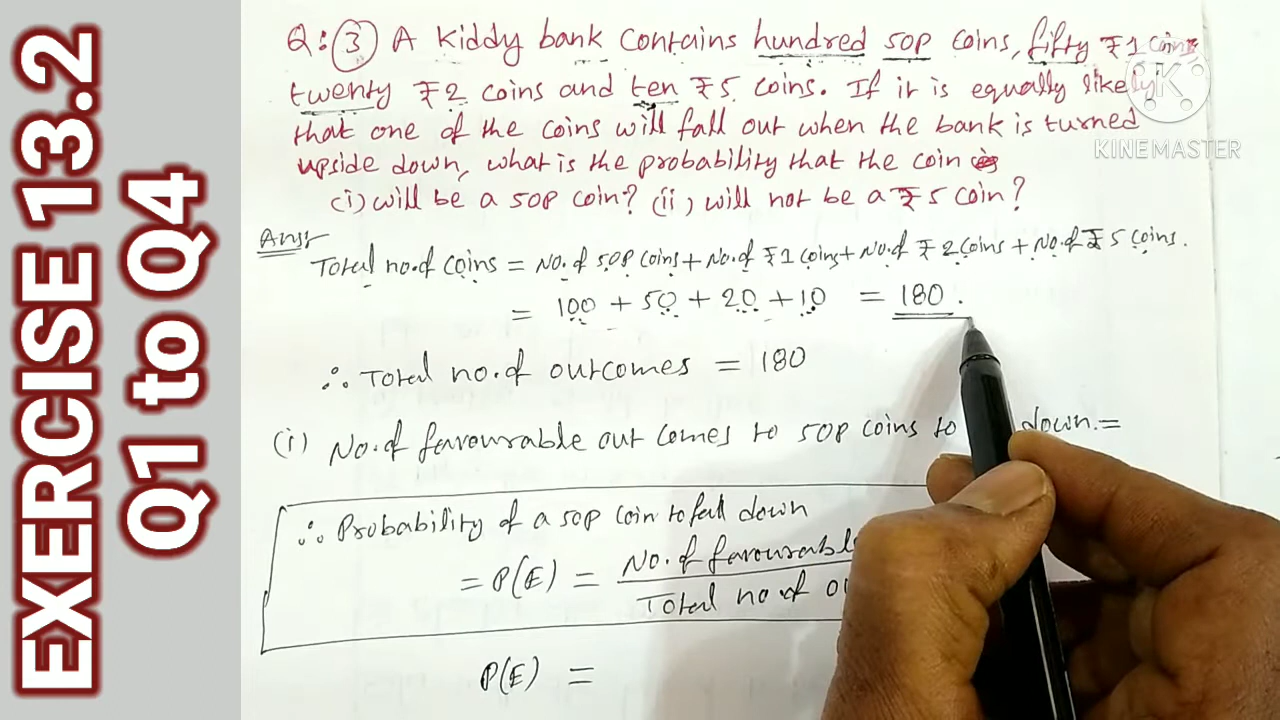 EXERCISE 13.2
Q1 to Q4
Q:③ A Kiddy bank contains hundred 50p coins, fifty ₹1 coins
twenty ₹2 coins and ten ₹5 coins. If it is equally likely
that one of the coins will fall out when the bank is turned
upside down, what is the probability that the coin
(i) will be a 50p coin? (ii) will not be a ₹5 coin?
K
KINEMASTER
Ansr
Total no.of coins = No. of 50p coins + No.of ₹1 coins + No.of ₹2 coins + No.of ₹5 coins.
= 100 + 50 + 20 + 10 = 180.
∴ Total no.of outcomes = 180
(i) No.of favourable out comes to 50p coins to down =
∴ Probability of a 50p coin to fall down
= P(E) = No.of favourabl
Total no of ou
P(E) =